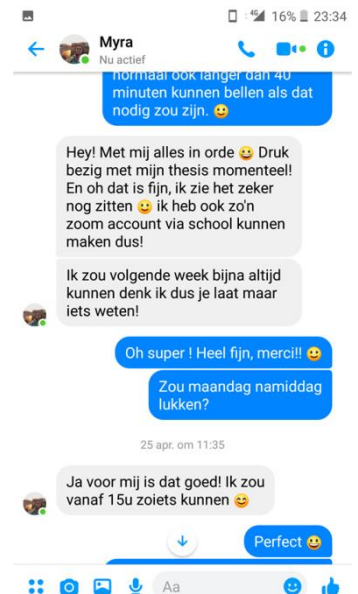 46 16% 23:34
Myra
Nu actief
normaal ook langer dan 40
minuten kunnen bellen als dat
nodig zou zijn. 😀
Hey! Met mij alles in orde 😀 Druk
bezig met mijn thesis momenteel!
En oh dat is fijn, ik zie het zeker
nog zitten 🙂 ik heb ook zo'n
zoom account via school kunnen
maken dus!
Ik zou volgende week bijna altijd
kunnen denk ik dus je laat maar
iets weten!
Oh super ! Heel fijn, merci!! 😀
Zou maandag namiddag
lukken?
25 apr. om 11:35
Ja voor mij is dat goed! Ik zou
vanaf 15u zoiets kunnen 😊
Perfect 😀
Aa